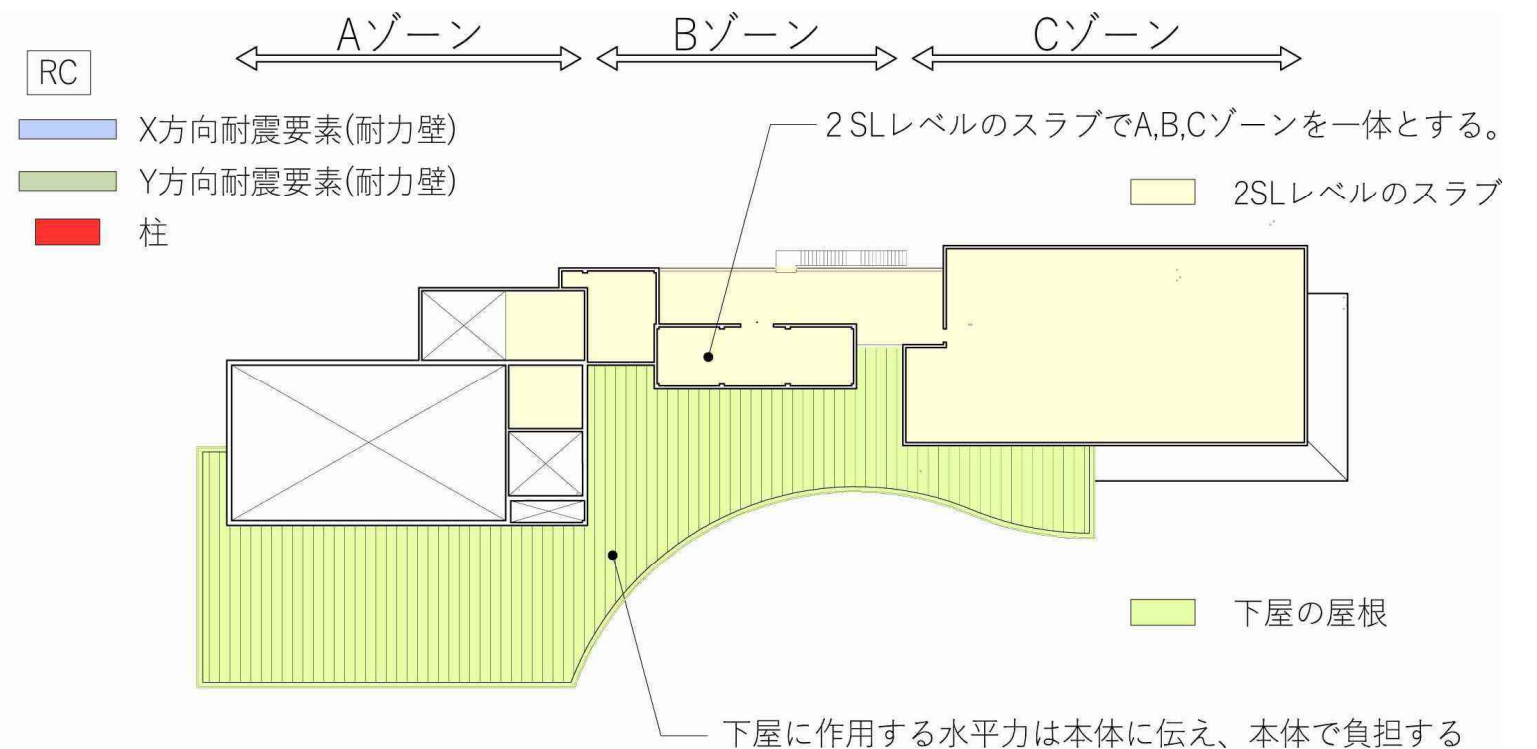 Aゾーン
Bゾーン
Cゾーン
RC
X方向耐震要素(耐力壁)
Y方向耐震要素(耐力壁)
柱
2SLレベルのスラブでA,B,Cゾーンを一体とする。
2SLレベルのスラブ
下屋の屋根
下屋に作用する水平力は本体に伝え、本体で負担する